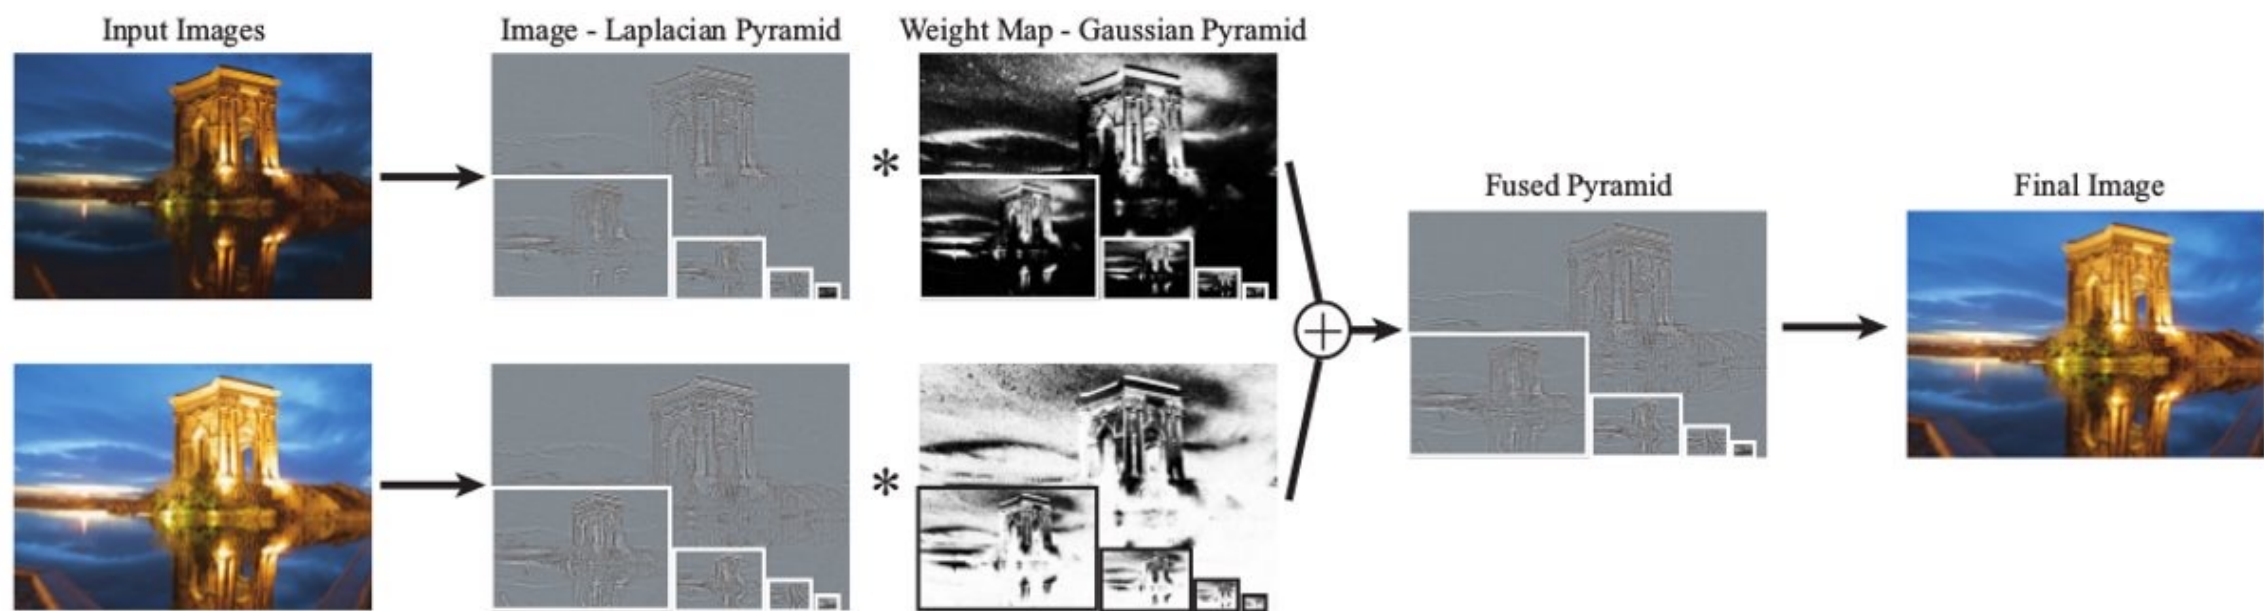 Input Images
Image - Laplacian Pyramid
Weight Map - Gaussian Pyramid
*
*
+
Fused Pyramid
Final Image